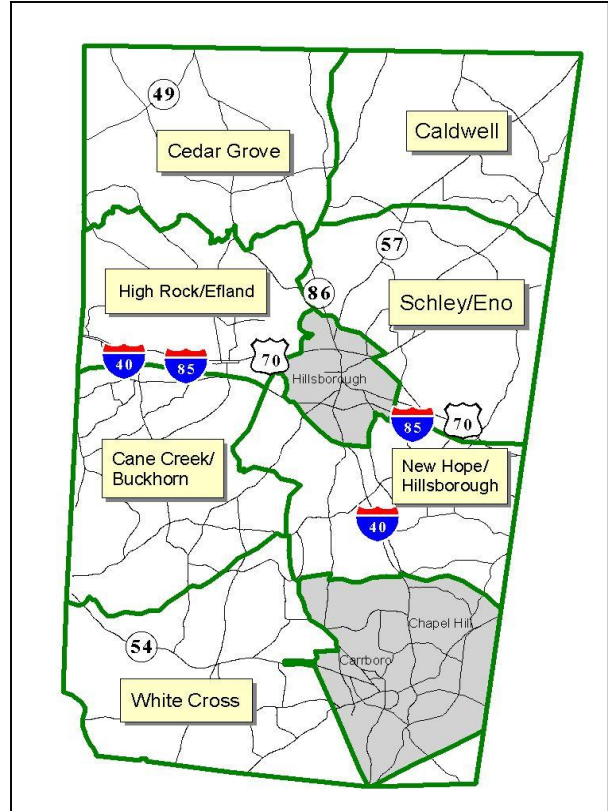 49
Cedar Grove
Caldwell
57
High Rock/Efland
86
Schley/Eno
40
85
70
Hillsborough
85
70
Cane Creek/
Buckhorn
New Hope/
Hillsborough
40
Chapel Hill
54
Carrboro
White Cross